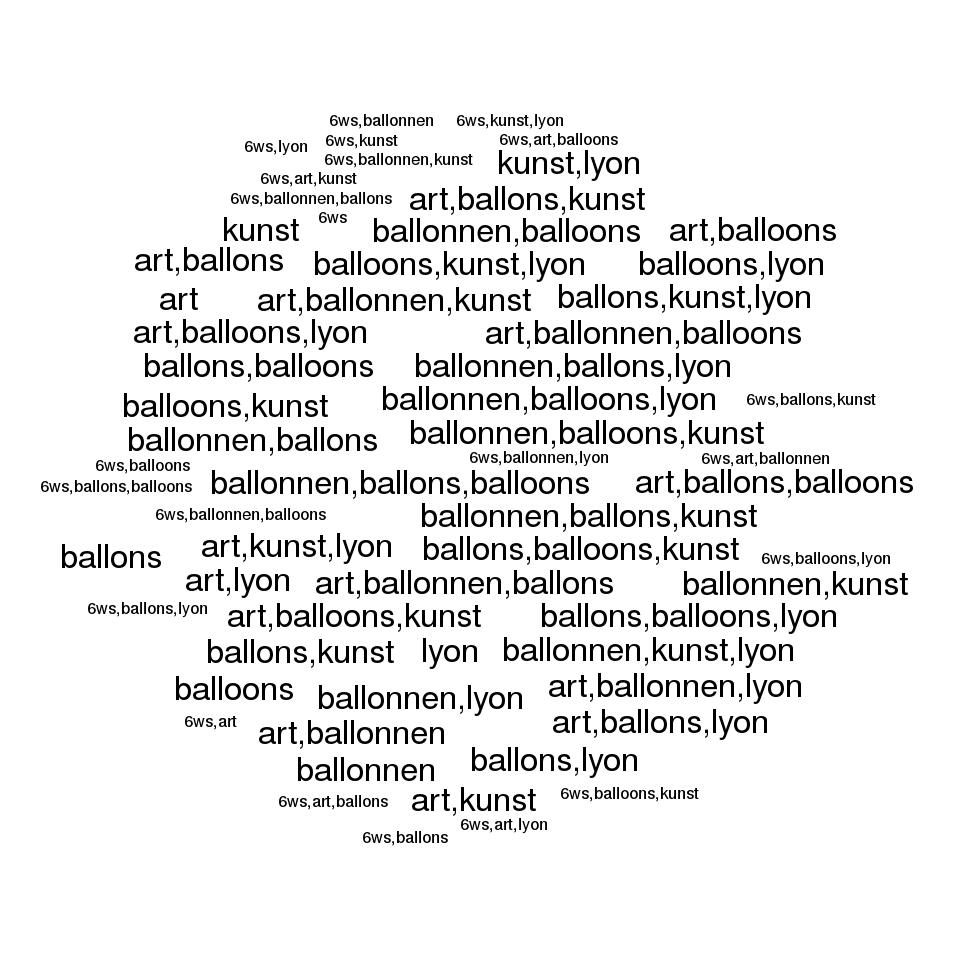 6ws,ballonnen 6ws,kunst,lyon
6ws,lyon 6ws,kunst 6ws,art,balloons
6ws,ballonnen,kunst kunst,lyon
6ws,art,kunst
6ws,ballonnen,ballons art,ballons,kunst
kunst 6ws ballonnen,balloons art,balloons
art,ballons balloons,kunst,lyon balloons,lyon
art art,ballonnen,kunst ballons,kunst,lyon
art,balloons,lyon art,ballonnen,balloons
ballons,balloons ballonnen,ballons,lyon
balloons,kunst ballonnen,balloons,lyon 6ws,ballons,kunst
ballonnen,ballons ballonnen,balloons,kunst
6ws,balloons 6ws,ballonnen,lyon 6ws,art,ballonnen
6ws,ballons,balloons ballonnen,ballons,balloons art,ballons,balloons
6ws,ballonnen,balloons ballonnen,ballons,kunst
ballons art,kunst,lyon ballons,balloons,kunst 6ws,balloons,lyon
art,lyon art,ballonnen,ballons ballonnen,kunst
6ws,ballons,lyon art,balloons,kunst ballons,balloons,lyon
ballons,kunst lyon ballonnen,kunst,lyon
balloons ballonnen,lyon art,ballonnen,lyon
6ws,art art,ballonnen art,ballons,lyon
ballonnen ballons,lyon
6ws,art,ballons art,kunst 6ws,balloons,kunst
6ws,ballons 6ws,art,lyon